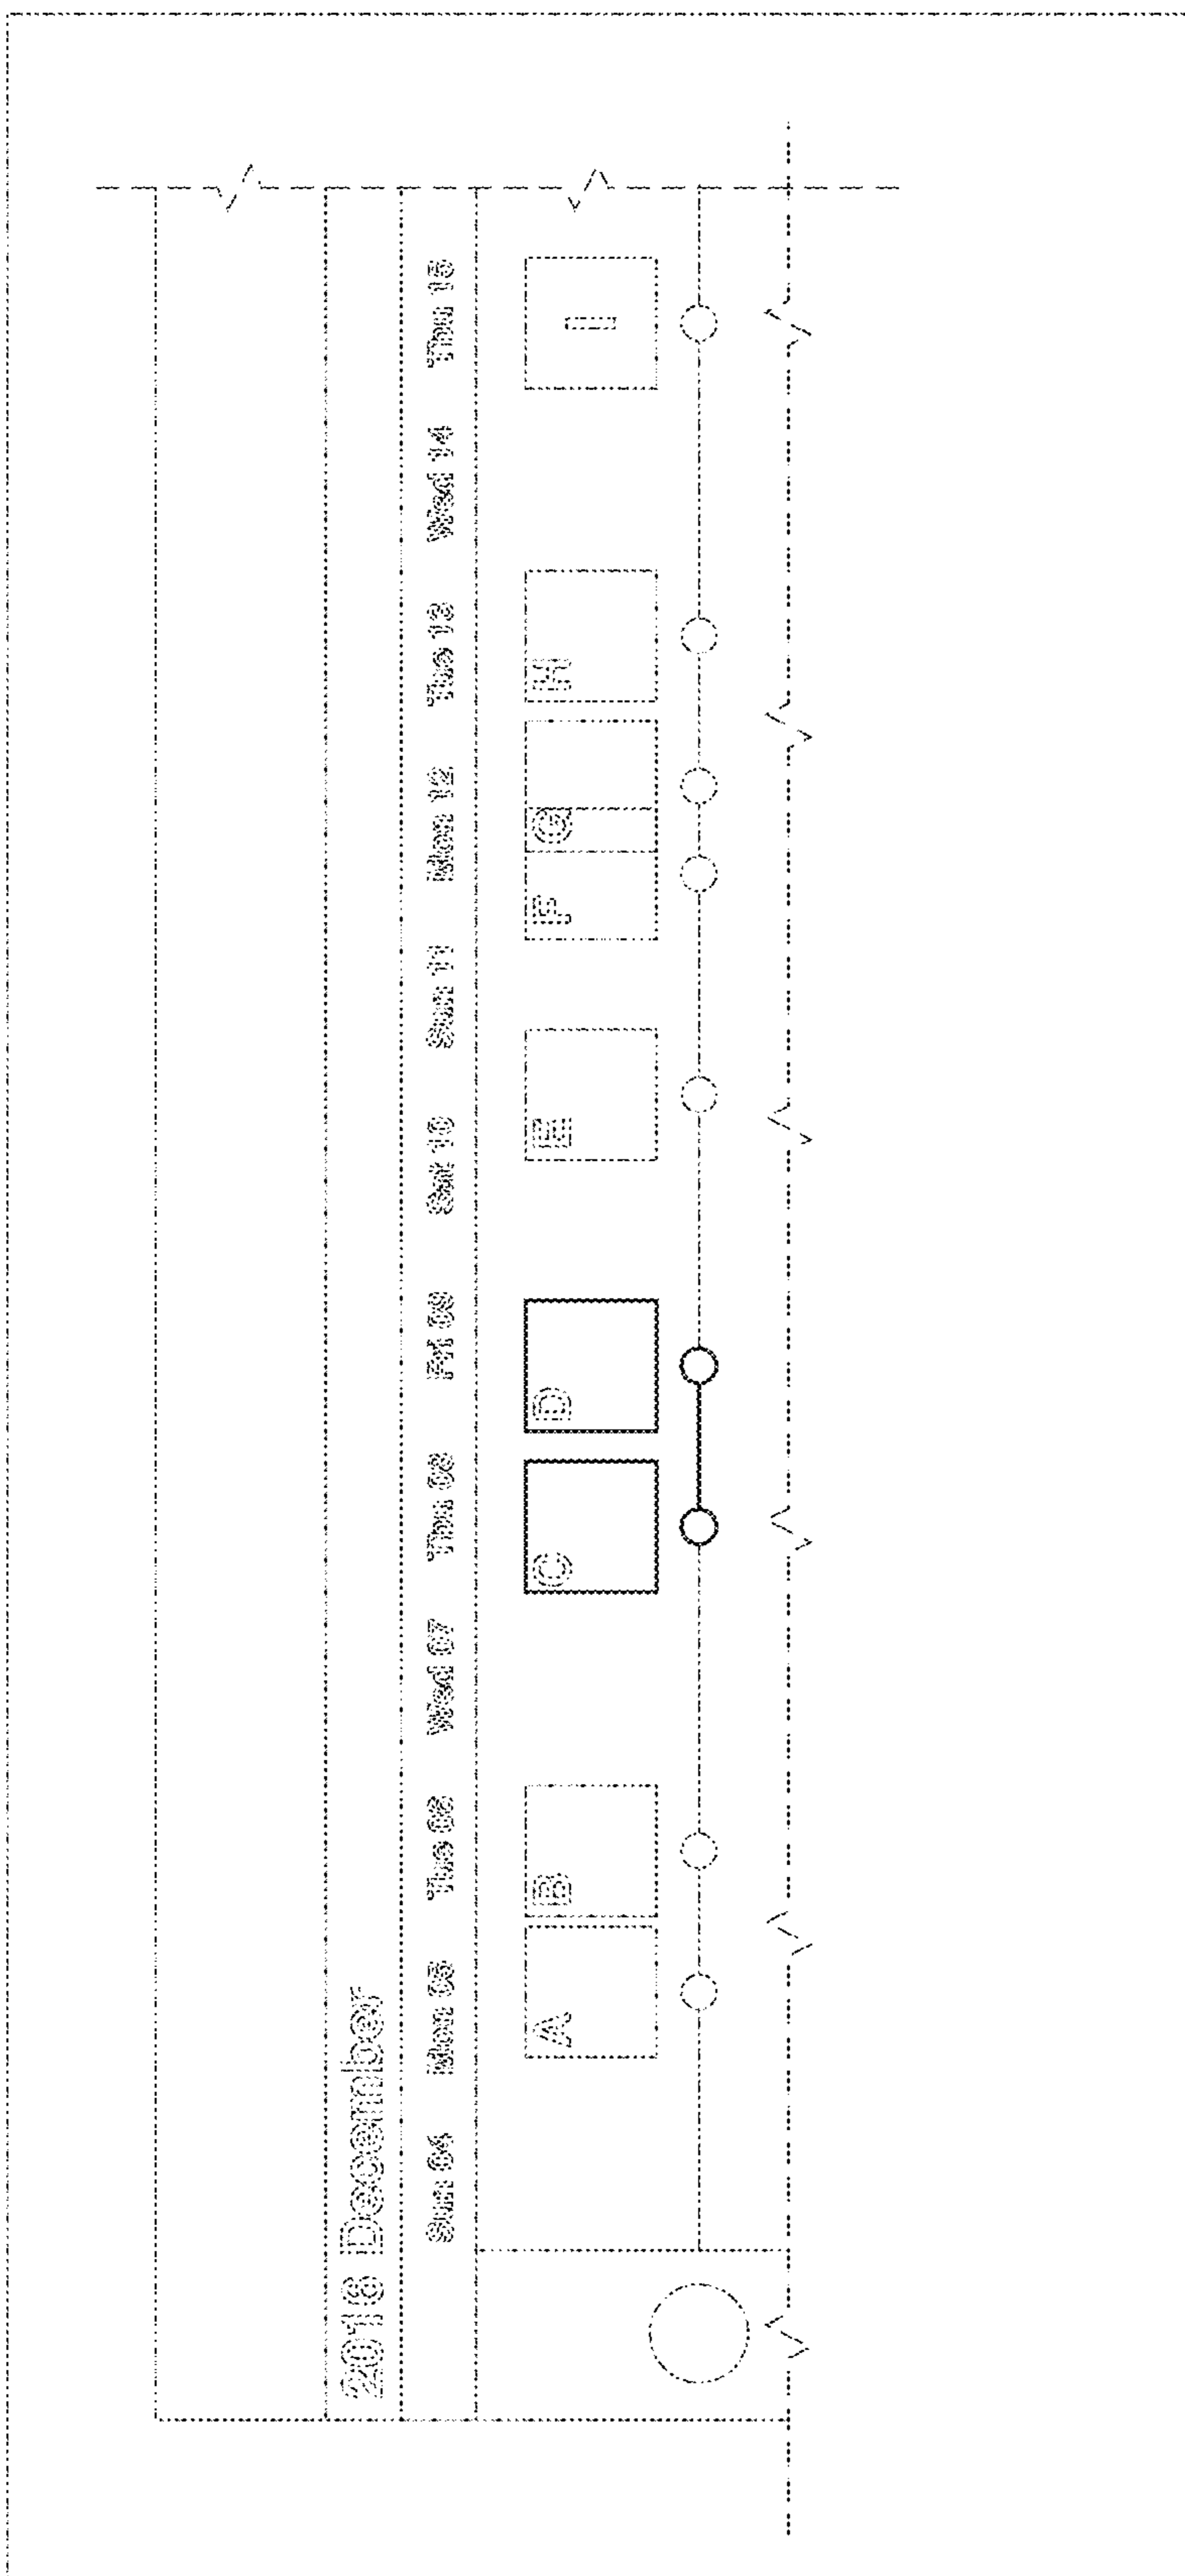 2016 December
Sun 04 Mon 05 Tue 06 Wed 07 Thu 08 Fri 09 Sat 10 Sun 11 Mon 12 Tue 13 Wed 14 Thu 15
A B C D E F G H I